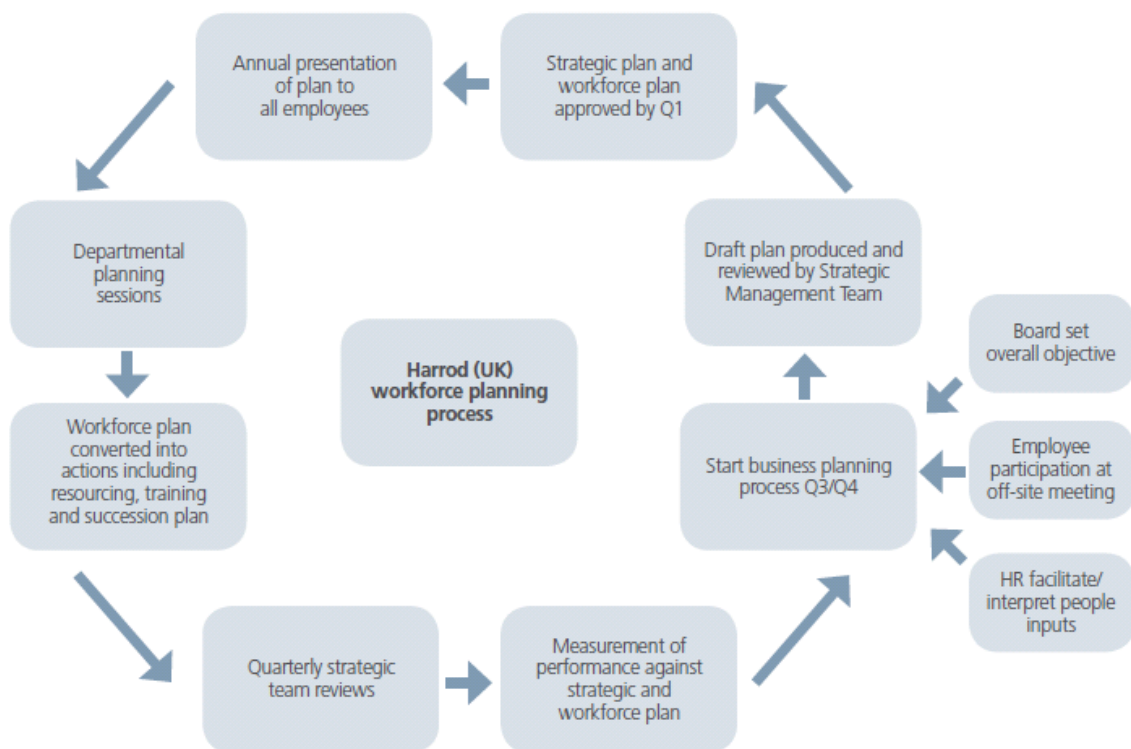 Annual presentation
of plan to
all employees
Strategic plan and
workforce plan
approved by Q1
Departmental
planning
sessions
Draft plan produced and
reviewed by Strategic
Management Team
Board set
overall objective
Harrod (UK)
workforce planning
process
Workforce plan
converted into
actions including
resourcing, training
and succession plan
Start business planning
process Q3/Q4
Employee
participation at
off-site meeting
HR facilitate/
interpret people
inputs
Quarterly strategic
team reviews
Measurement of
performance against
strategic and
workforce plan